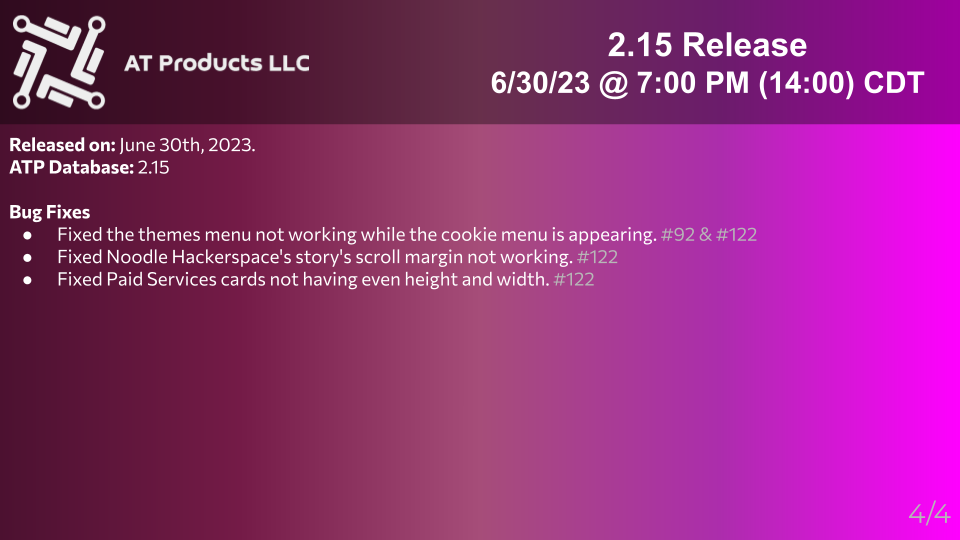 AT Products LLC
2.15 Release
6/30/23 @ 7:00 PM (14:00) CDT
Released on: June 30th, 2023.
ATP Database: 2.15
Bug Fixes
● Fixed the themes menu not working while the cookie menu is appearing. #92 & #122
● Fixed Noodle Hackerspace's story's scroll margin not working. #122
● Fixed Paid Services cards not having even height and width. #122
4/4